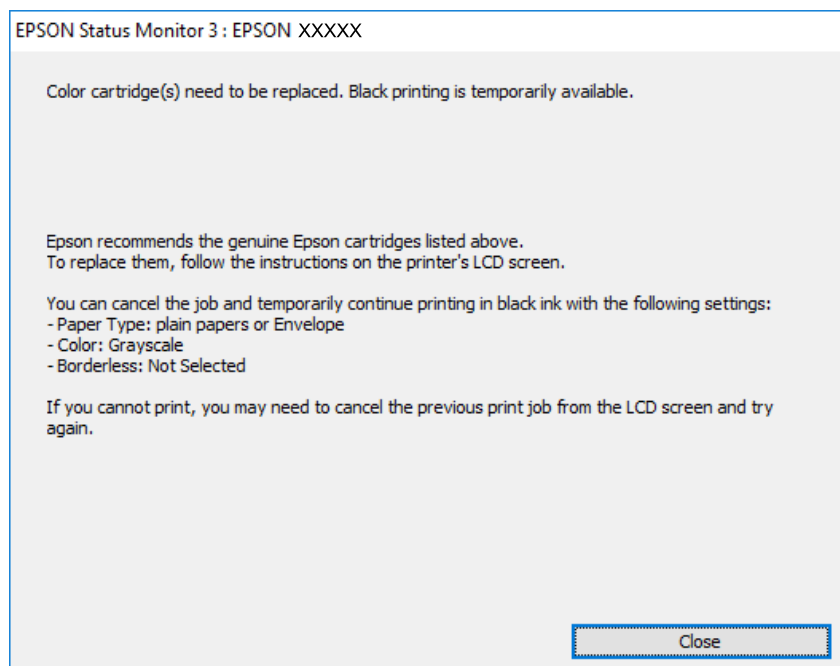 EPSON Status Monitor 3 : EPSON XXXXX
Color cartridge(s) need to be replaced. Black printing is temporarily available.
Epson recommends the genuine Epson cartridges listed above.
To replace them, follow the instructions on the printer's LCD screen.
You can cancel the job and temporarily continue printing in black ink with the following settings:
- Paper Type: plain papers or Envelope
- Color: Grayscale
- Borderless: Not Selected
If you cannot print, you may need to cancel the previous print job from the LCD screen and try
again.
Close